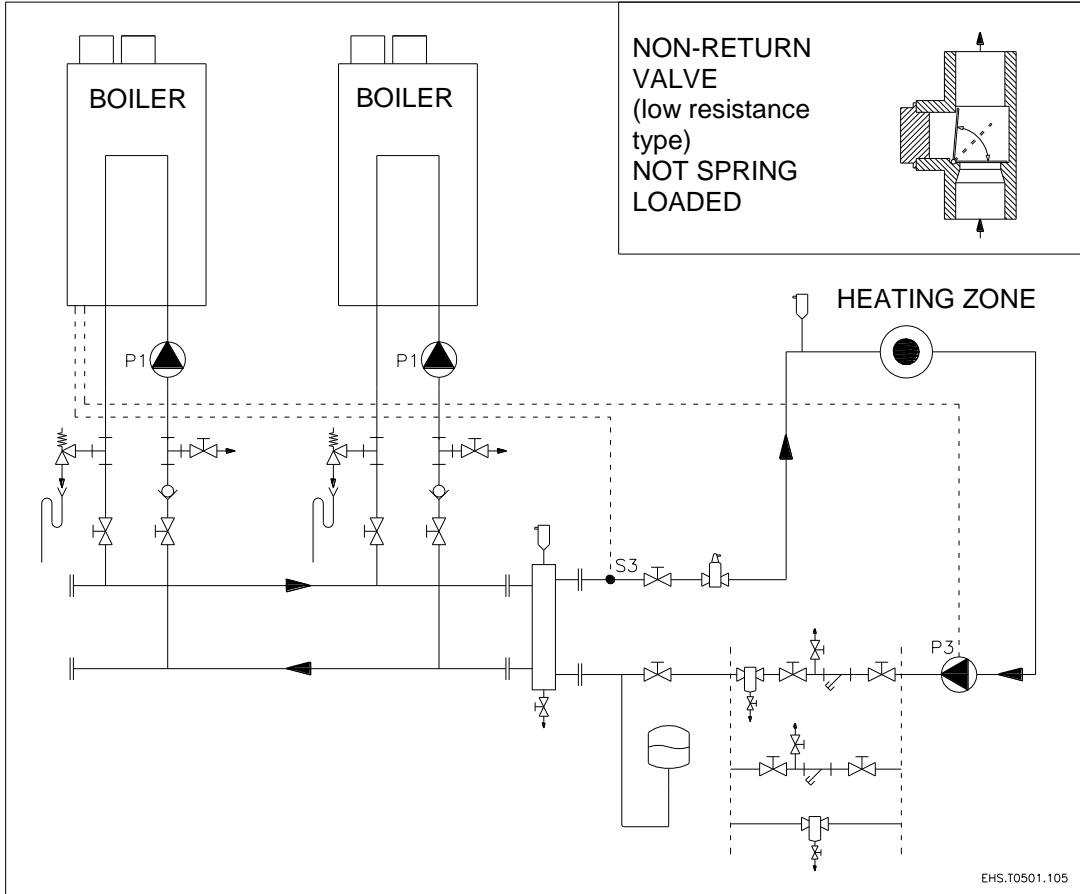 BOILER
BOILER
NON-RETURN
VALVE
(low resistance
type)
NOT SPRING
LOADED
HEATING ZONE
P1
P1
S3
P3
EHS.T0501.105